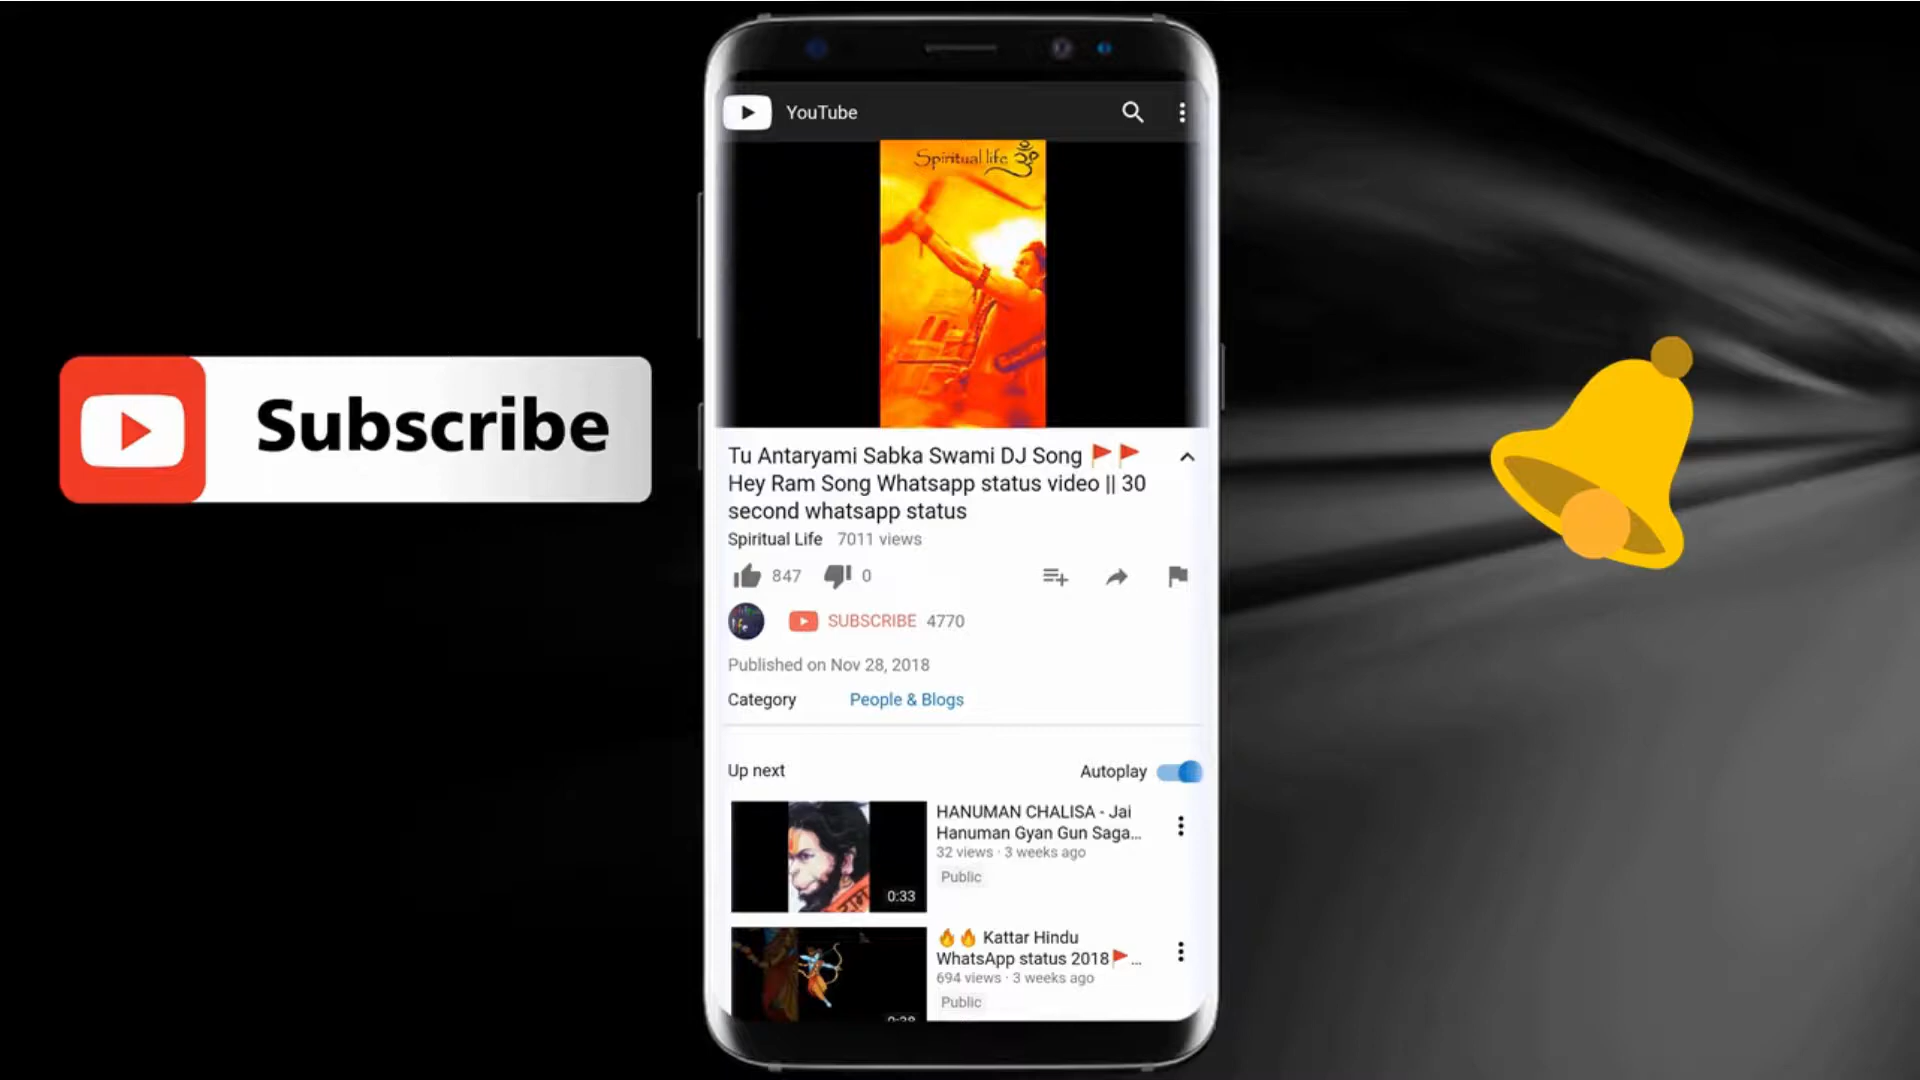 YouTube
Spiritual life ॐ
Subscribe
Tu Antaryami Sabka Swami DJ Song 🚩🚩
Hey Ram Song Whatsapp status video || 30
second whatsapp status
Spiritual Life 7011 views
847 0
life
SUBSCRIBE 4770
Published on Nov 28, 2018
Category People & Blogs
Up next Autoplay
HANUMAN CHALISA - Jai
Hanuman Gyan Gun Saga...
32 views · 3 weeks ago
Public
0:33
राम
🔥🔥 Kattar Hindu
WhatsApp status 2018🚩...
694 views · 3 weeks ago
Public